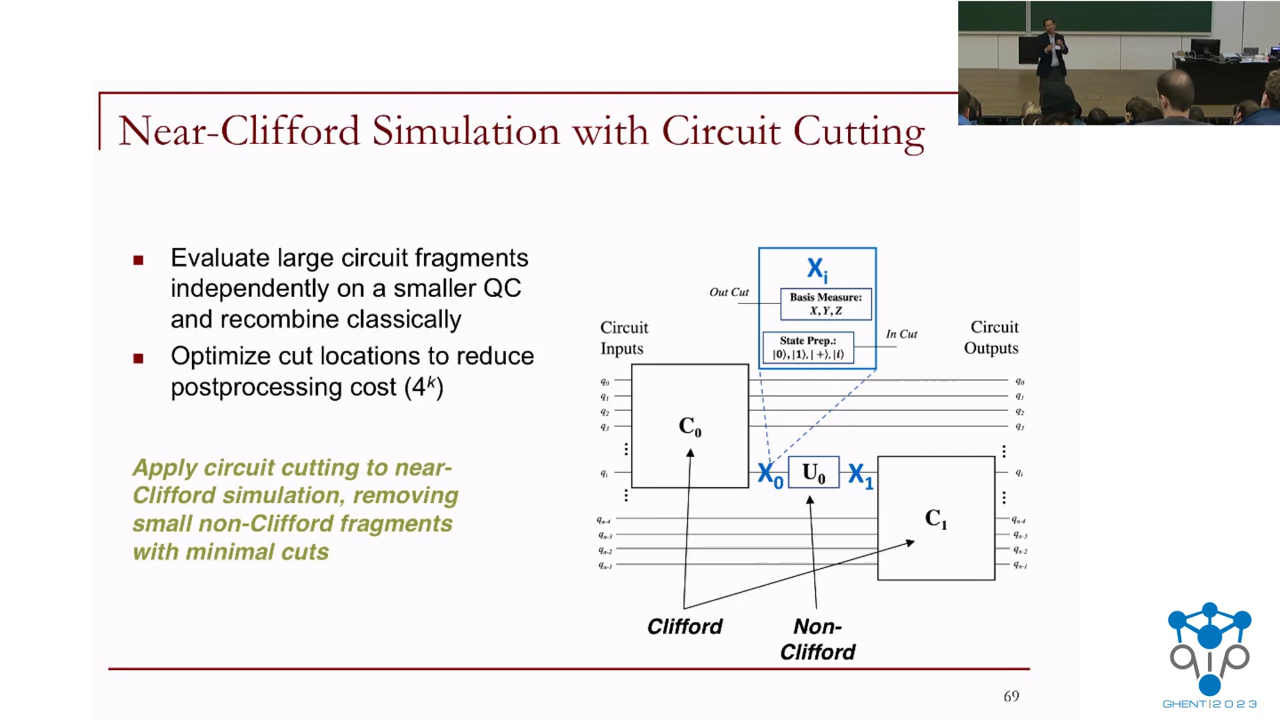 Near-Clifford Simulation with Circuit Cutting
▪ Evaluate large circuit fragments
independently on a smaller QC
and recombine classically
▪ Optimize cut locations to reduce
postprocessing cost (4ᵏ)
Apply circuit cutting to near-
Clifford simulation, removing
small non-Clifford fragments
with minimal cuts
Xᵢ
Out Cut
Basis Measure:
X, Y, Z
State Prep.:
|0⟩, |1⟩, |+⟩, |i⟩
In Cut
Circuit
Inputs
Circuit
Outputs
q₀
q₁
q₂
q₃
⋮
qᵢ
⋮
qₙ₋₄
qₙ₋₃
qₙ₋₂
qₙ₋₁
C₀
X₀
U₀
X₁
C₁
q₀
q₁
q₂
q₃
⋮
qᵢ
⋮
qₙ₋₄
qₙ₋₃
qₙ₋₂
qₙ₋₁
Clifford
Non-
Clifford
69
qip
GHENT|2023